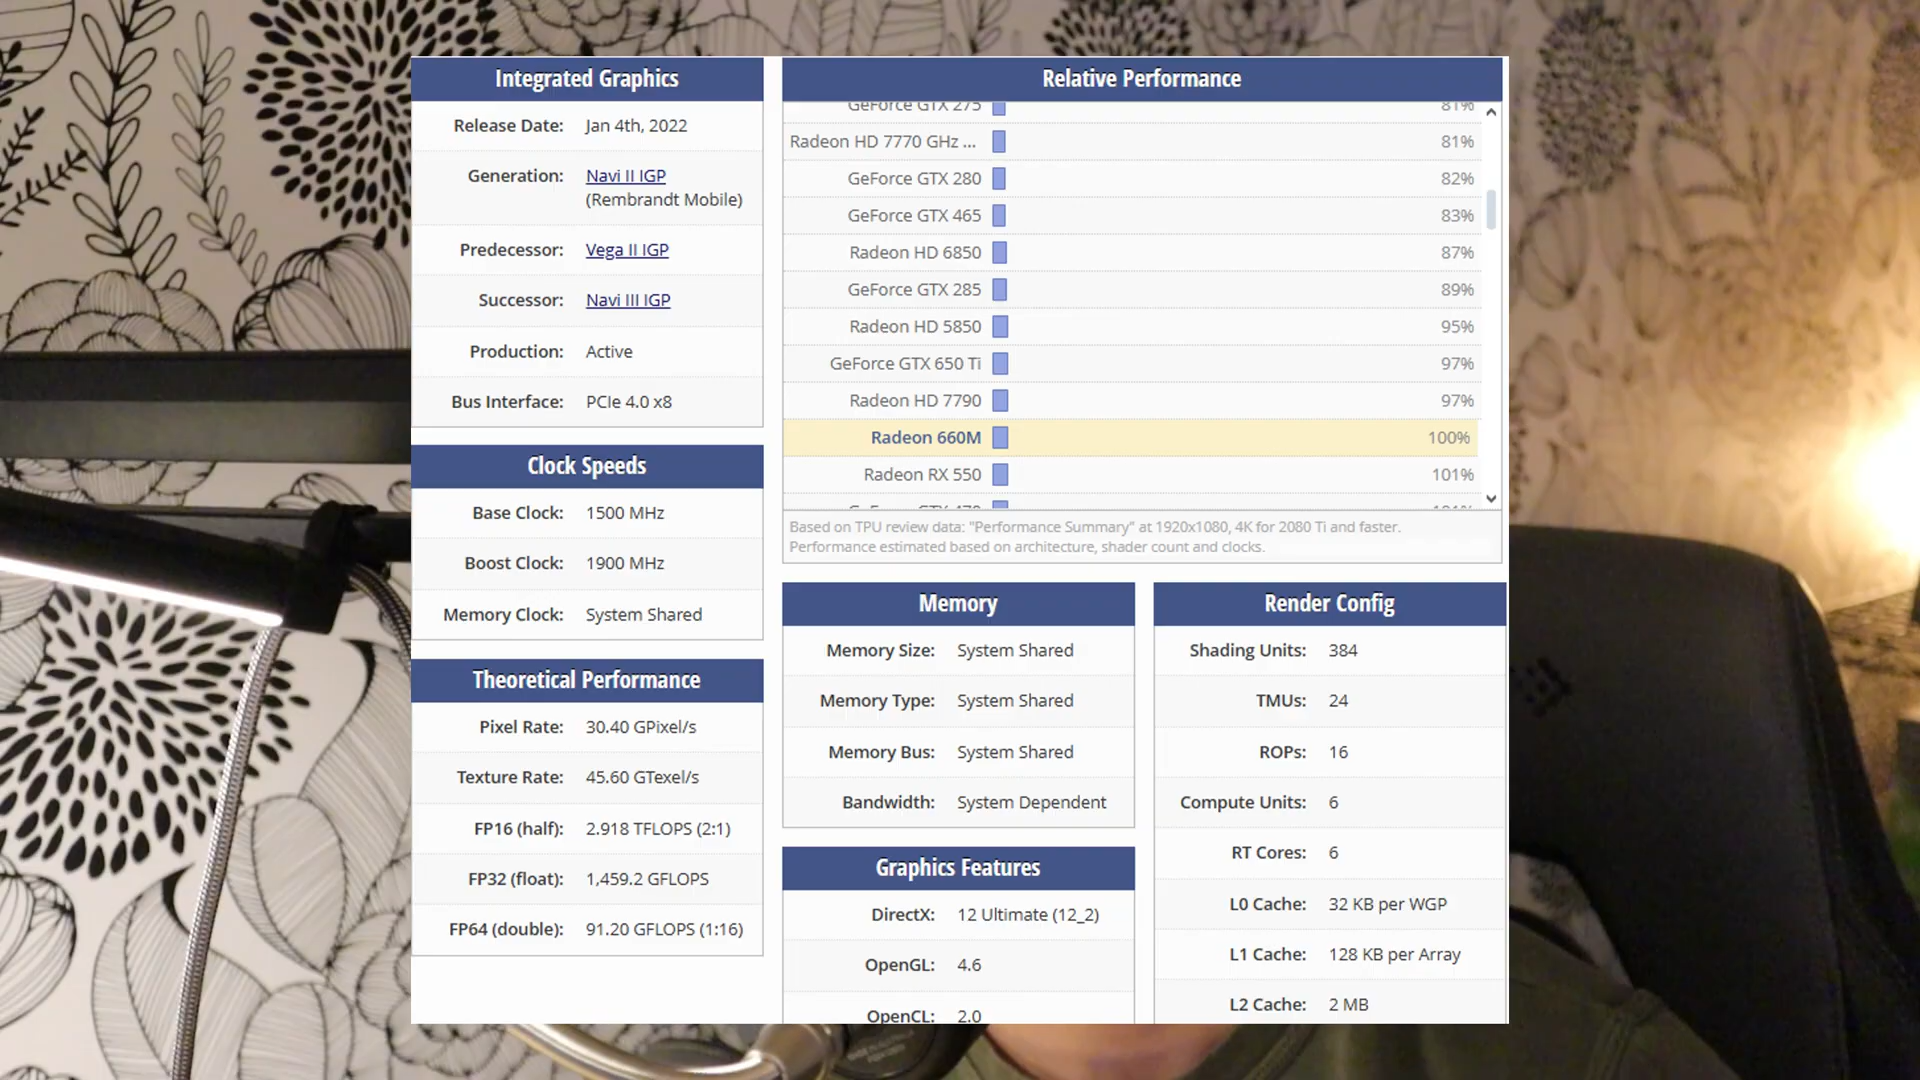 Integrated Graphics
Release Date: Jan 4th, 2022
Generation: Navi II IGP
(Rembrandt Mobile)
Predecessor: Vega II IGP
Successor: Navi III IGP
Production: Active
Bus Interface: PCIe 4.0 x8
Clock Speeds
Base Clock: 1500 MHz
Boost Clock: 1900 MHz
Memory Clock: System Shared
Theoretical Performance
Pixel Rate: 30.40 GPixel/s
Texture Rate: 45.60 GTexel/s
FP16 (half): 2.918 TFLOPS (2:1)
FP32 (float): 1,459.2 GFLOPS
FP64 (double): 91.20 GFLOPS (1:16)
Relative Performance
GeForce GTX 275 81%
Radeon HD 7770 GHz ... 81%
GeForce GTX 280 82%
GeForce GTX 465 83%
Radeon HD 6850 87%
GeForce GTX 285 89%
Radeon HD 5850 95%
GeForce GTX 650 Ti 97%
Radeon HD 7790 97%
Radeon 660M 100%
Radeon RX 550 101%
Based on TPU review data: "Performance Summary" at 1920x1080, 4K for 2080 Ti and faster.
Performance estimated based on architecture, shader count and clocks.
Memory
Memory Size: System Shared
Memory Type: System Shared
Memory Bus: System Shared
Bandwidth: System Dependent
Graphics Features
DirectX: 12 Ultimate (12_2)
OpenGL: 4.6
OpenCL: 2.0
Render Config
Shading Units: 384
TMUs: 24
ROPs: 16
Compute Units: 6
RT Cores: 6
L0 Cache: 32 KB per WGP
L1 Cache: 128 KB per Array
L2 Cache: 2 MB